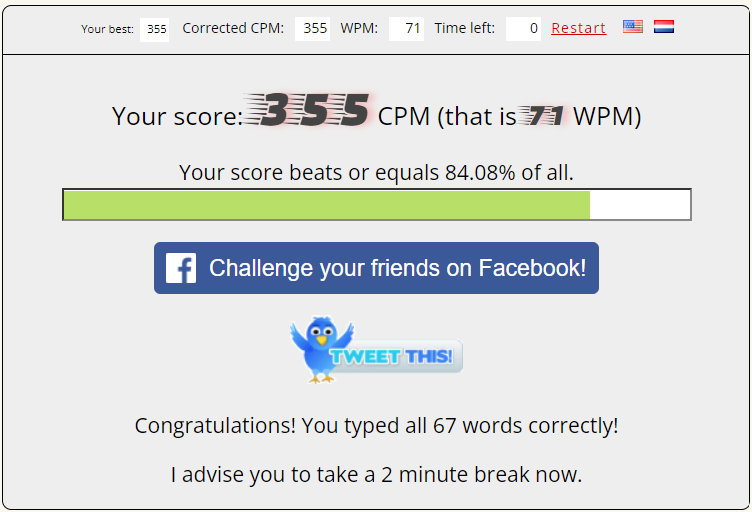 Your best: 355 Corrected CPM: 355 WPM: 71 Time left: 0 Restart
Your score: 355 CPM (that is 71 WPM)
Your score beats or equals 84.08% of all.
Challenge your friends on Facebook!
TWEET THIS!
Congratulations! You typed all 67 words correctly!
I advise you to take a 2 minute break now.